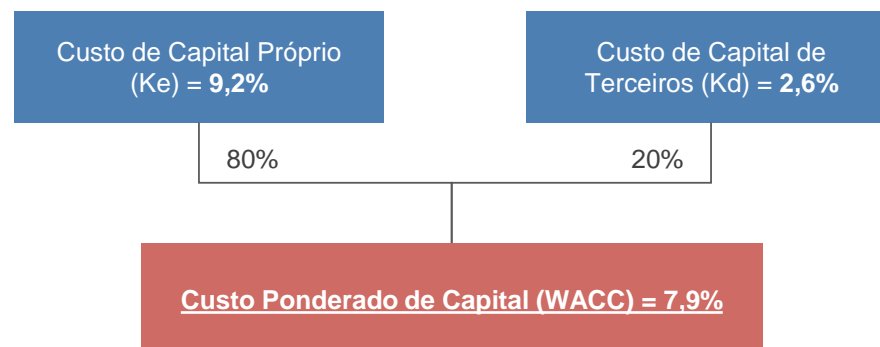 Custo de Capital Próprio
(Ke) = 9,2%
Custo de Capital de
Terceiros (Kd) = 2,6%
80%
20%
Custo Ponderado de Capital (WACC) = 7,9%